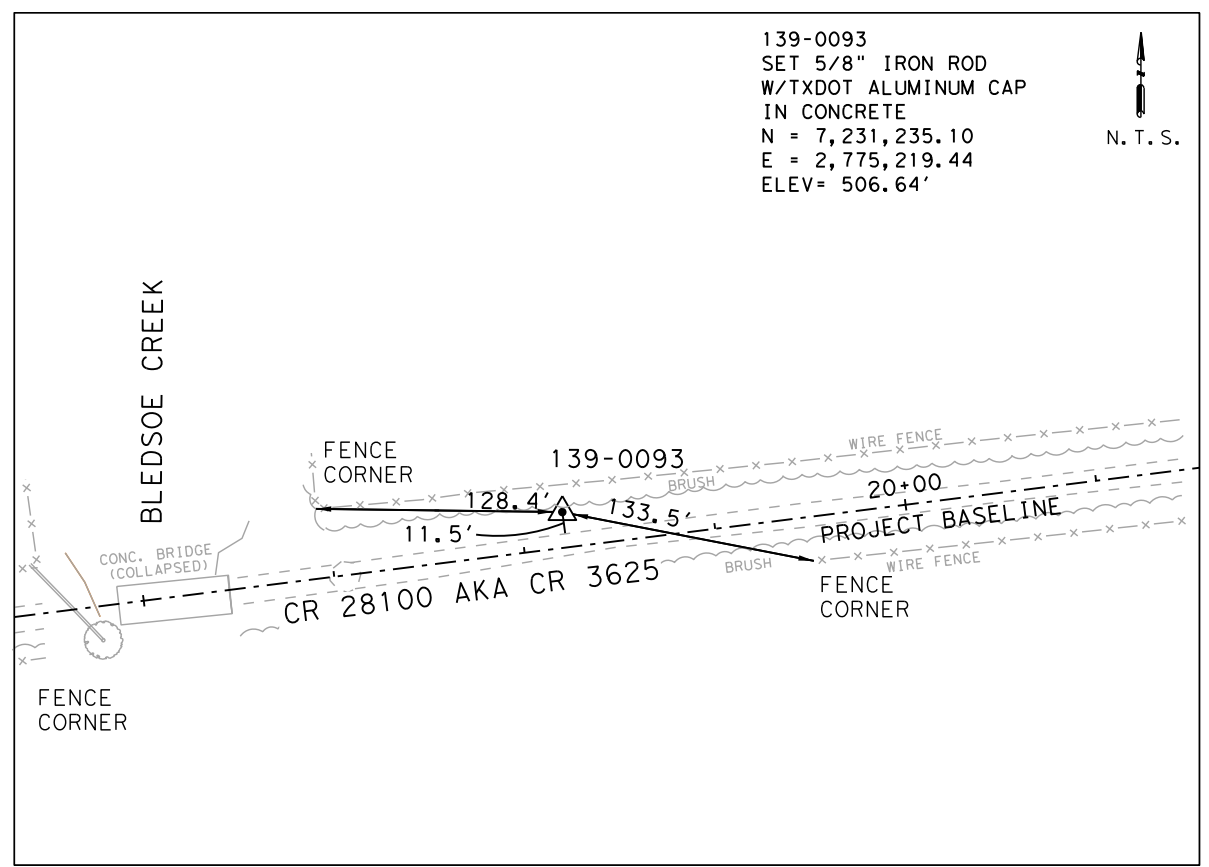 139-0093
SET 5/8" IRON ROD
W/TXDOT ALUMINUM CAP
IN CONCRETE
N = 7,231,235.10
E = 2,775,219.44
ELEV= 506.64'
N.T.S.
BLEDSOE CREEK
FENCE
CORNER
139-0093
WIRE FENCE
BRUSH
128.4'
133.5'
20+00
11.5'
PROJECT BASELINE
CONC. BRIDGE
(COLLAPSED)
BRUSH
WIRE FENCE
CR 28100 AKA CR 3625
FENCE
CORNER
FENCE
CORNER